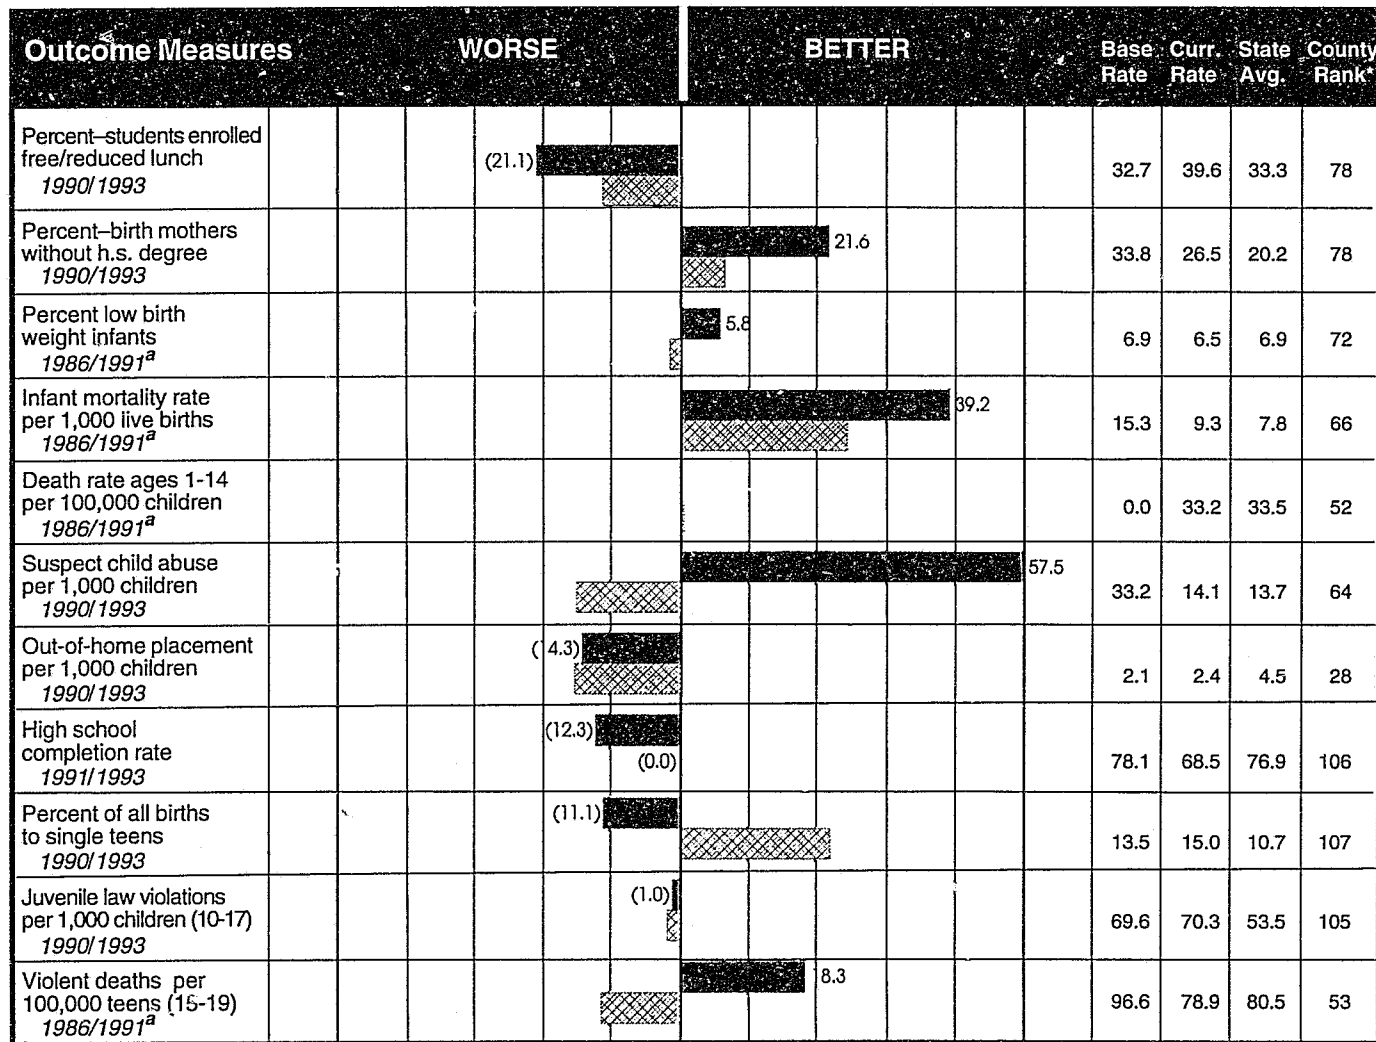 Outcome Measures WORSE BETTER Base Rate Curr. Rate State Avg. County Rank*
Percent–students enrolled
free/reduced lunch
1990/1993
(21.1)
32.7 39.6 33.3 78
Percent–birth mothers
without h.s. degree
1990/1993
21.6
33.8 26.5 20.2 78
Percent low birth
weight infants
1986/1991a
5.8
6.9 6.5 6.9 72
Infant mortality rate
per 1,000 live births
1986/1991a
39.2
15.3 9.3 7.8 66
Death rate ages 1-14
per 100,000 children
1986/1991a
0.0 33.2 33.5 52
Suspect child abuse
per 1,000 children
1990/1993
57.5
33.2 14.1 13.7 64
Out-of-home placement
per 1,000 children
1990/1993
( 4.3)
2.1 2.4 4.5 28
High school
completion rate
1991/1993
(12.3)
(0.0)
78.1 68.5 76.9 106
Percent of all births
to single teens
1990/1993
(11.1)
13.5 15.0 10.7 107
Juvenile law violations
per 1,000 children (10-17)
1990/1993
(1.0)
69.6 70.3 53.5 105
Violent deaths per
100,000 teens (15-19)
1986/1991a
8.3
96.6 78.9 80.5 53